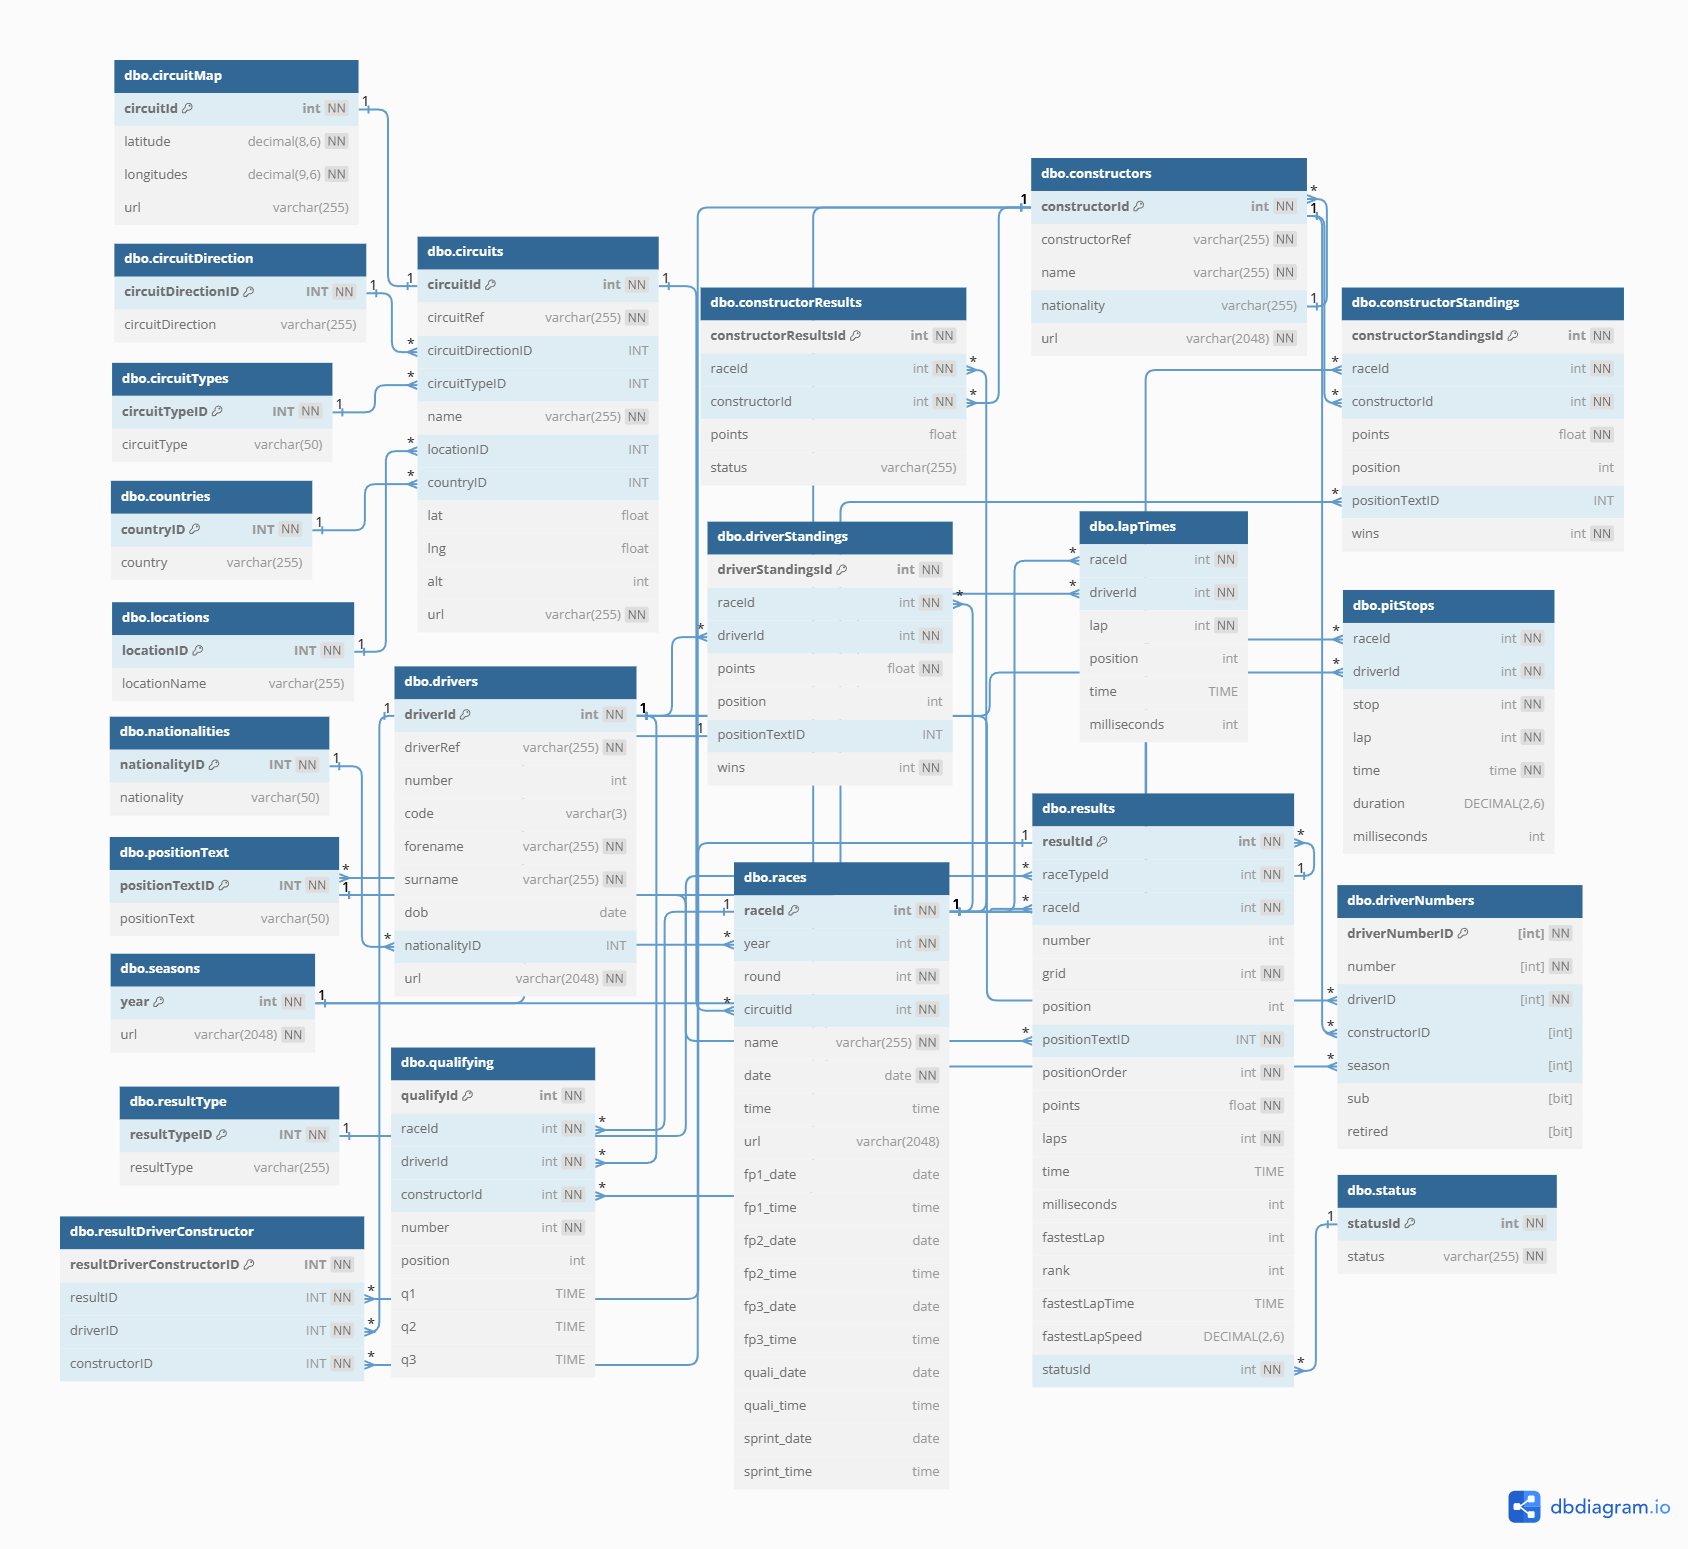 dbo.circuitMap
circuitId int NN
latitude decimal(8,6) NN
longitudes decimal(9,6) NN
url varchar(255)
dbo.circuitDirection
circuitDirectionID INT NN
circuitDirection varchar(255)
dbo.circuitTypes
circuitTypeID INT NN
circuitType varchar(50)
dbo.countries
countryID INT NN
country varchar(255)
dbo.locations
locationID INT NN
locationName varchar(255)
dbo.nationalities
nationalityID INT NN
nationality varchar(50)
dbo.positionText
positionTextID INT NN
positionText varchar(50)
dbo.seasons
year int NN
url varchar(2048) NN
dbo.resultType
resultTypeID INT NN
resultType varchar(255)
dbo.resultDriverConstructor
resultDriverConstructorID INT NN
resultID INT NN
driverID INT NN
constructorID INT NN
dbo.circuits
circuitId int NN
circuitRef varchar(255) NN
circuitDirectionID INT
circuitTypeID INT
name varchar(255) NN
locationID INT
countryID INT
lat float
lng float
alt int
url varchar(255) NN
dbo.drivers
driverId int NN
driverRef varchar(255) NN
number int
code varchar(3)
forename varchar(255) NN
surname varchar(255) NN
dob date
nationalityID INT
url varchar(2048) NN
dbo.qualifying
qualifyId int NN
raceId int NN
driverId int NN
constructorId int NN
number int NN
position int
q1 TIME
q2 TIME
q3 TIME
dbo.constructorResults
constructorResultsId int NN
raceId int NN
constructorId int NN
points float
status varchar(255)
dbo.driverStandings
driverStandingsId int NN
raceId int NN
driverId int NN
points float NN
position int
positionTextID INT
wins int NN
dbo.races
raceId int NN
year int NN
round int NN
circuitId int NN
name varchar(255) NN
date date NN
time time
url varchar(2048)
fp1_date date
fp1_time time
fp2_date date
fp2_time time
fp3_date date
fp3_time time
quali_date date
quali_time time
sprint_date date
sprint_time time
dbo.constructors
constructorId int NN
constructorRef varchar(255) NN
name varchar(255) NN
nationality varchar(255)
url varchar(2048) NN
dbo.lapTimes
raceId int NN
driverId int NN
lap int NN
position int
time TIME
milliseconds int
dbo.results
resultId int NN
raceTypeId int NN
raceId int NN
number int
grid int
position int
positionTextID INT NN
positionOrder int NN
points float NN
laps int NN
time TIME
milliseconds int
fastestLap int
rank int
fastestLapTime TIME
fastestLapSpeed DECIMAL(2,6)
statusId int NN
dbo.constructorStandings
constructorStandingsId int NN
raceId int NN
constructorId int NN
points float NN
position int
positionTextID INT
wins int NN
dbo.pitStops
raceId int NN
driverId int NN
stop int NN
lap int NN
time time NN
duration DECIMAL(2,6)
milliseconds int
dbo.driverNumbers
driverNumberID [int] NN
number [int] NN
driverID [int] NN
constructorID [int]
season [int]
sub [bit]
retired [bit]
dbo.status
statusId int NN
status varchar(255) NN
dbdiagram.io